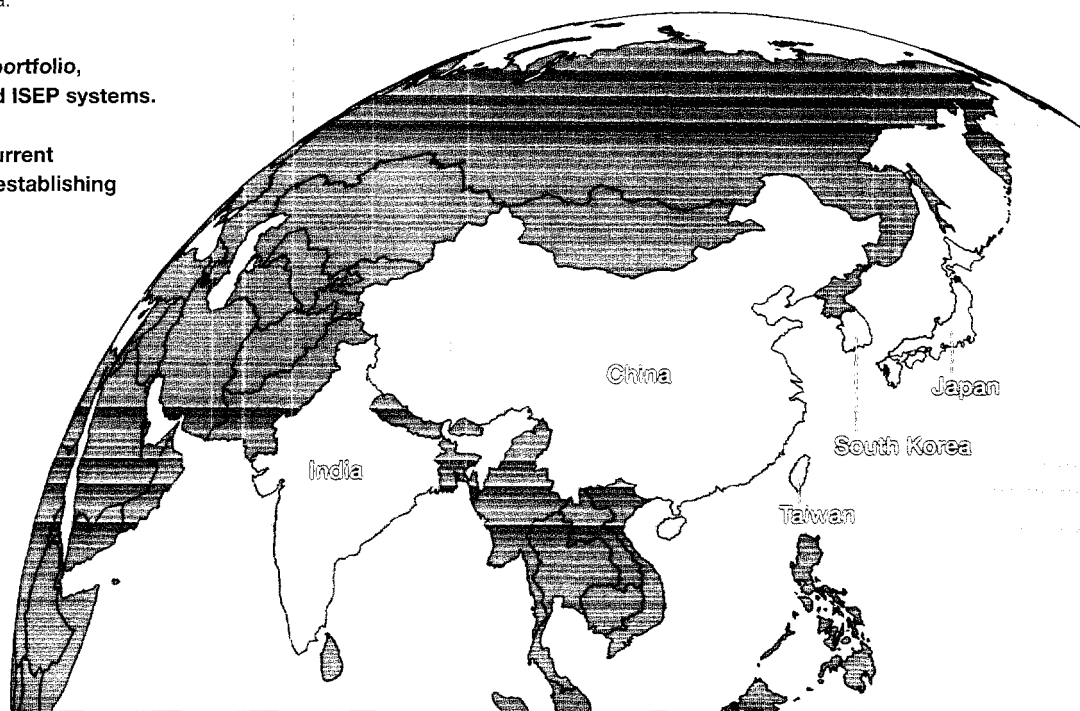 a.
portfolio,
d ISEP systems.
urrent
establishing
China
Japan
South Korea
India
Taiwan